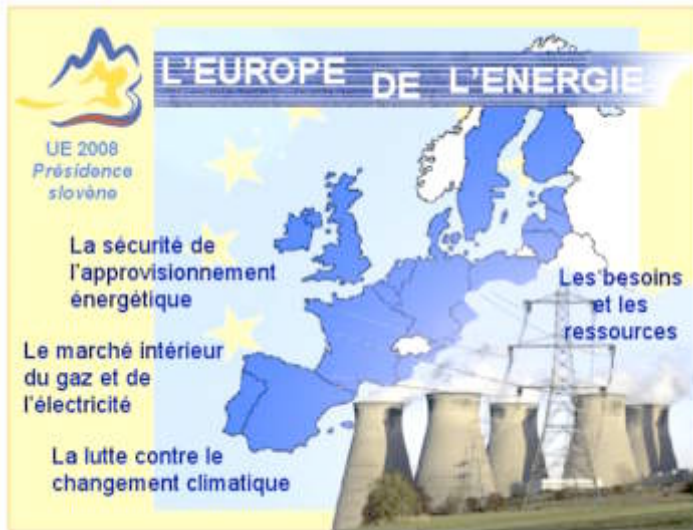 L'EUROPE DE L'ENERGIE
UE 2008
Présidence
slovène
La sécurité de
l'approvisionnement
énergétique
Les besoins
et les
ressources
Le marché intérieur
du gaz et de
l'électricité
La lutte contre le
changement climatique